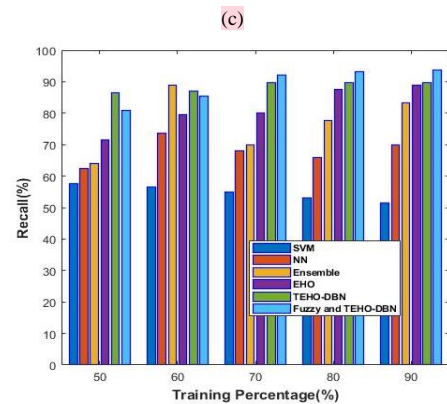 (c)
100
90
80
70
60
50
40
30
20
10
0
Recall(%)
SVM
NN
Ensemble
EHO
TEHO-DBN
Fuzzy and TEHO-DBN
50 60 70 80 90
Training Percentage(%)